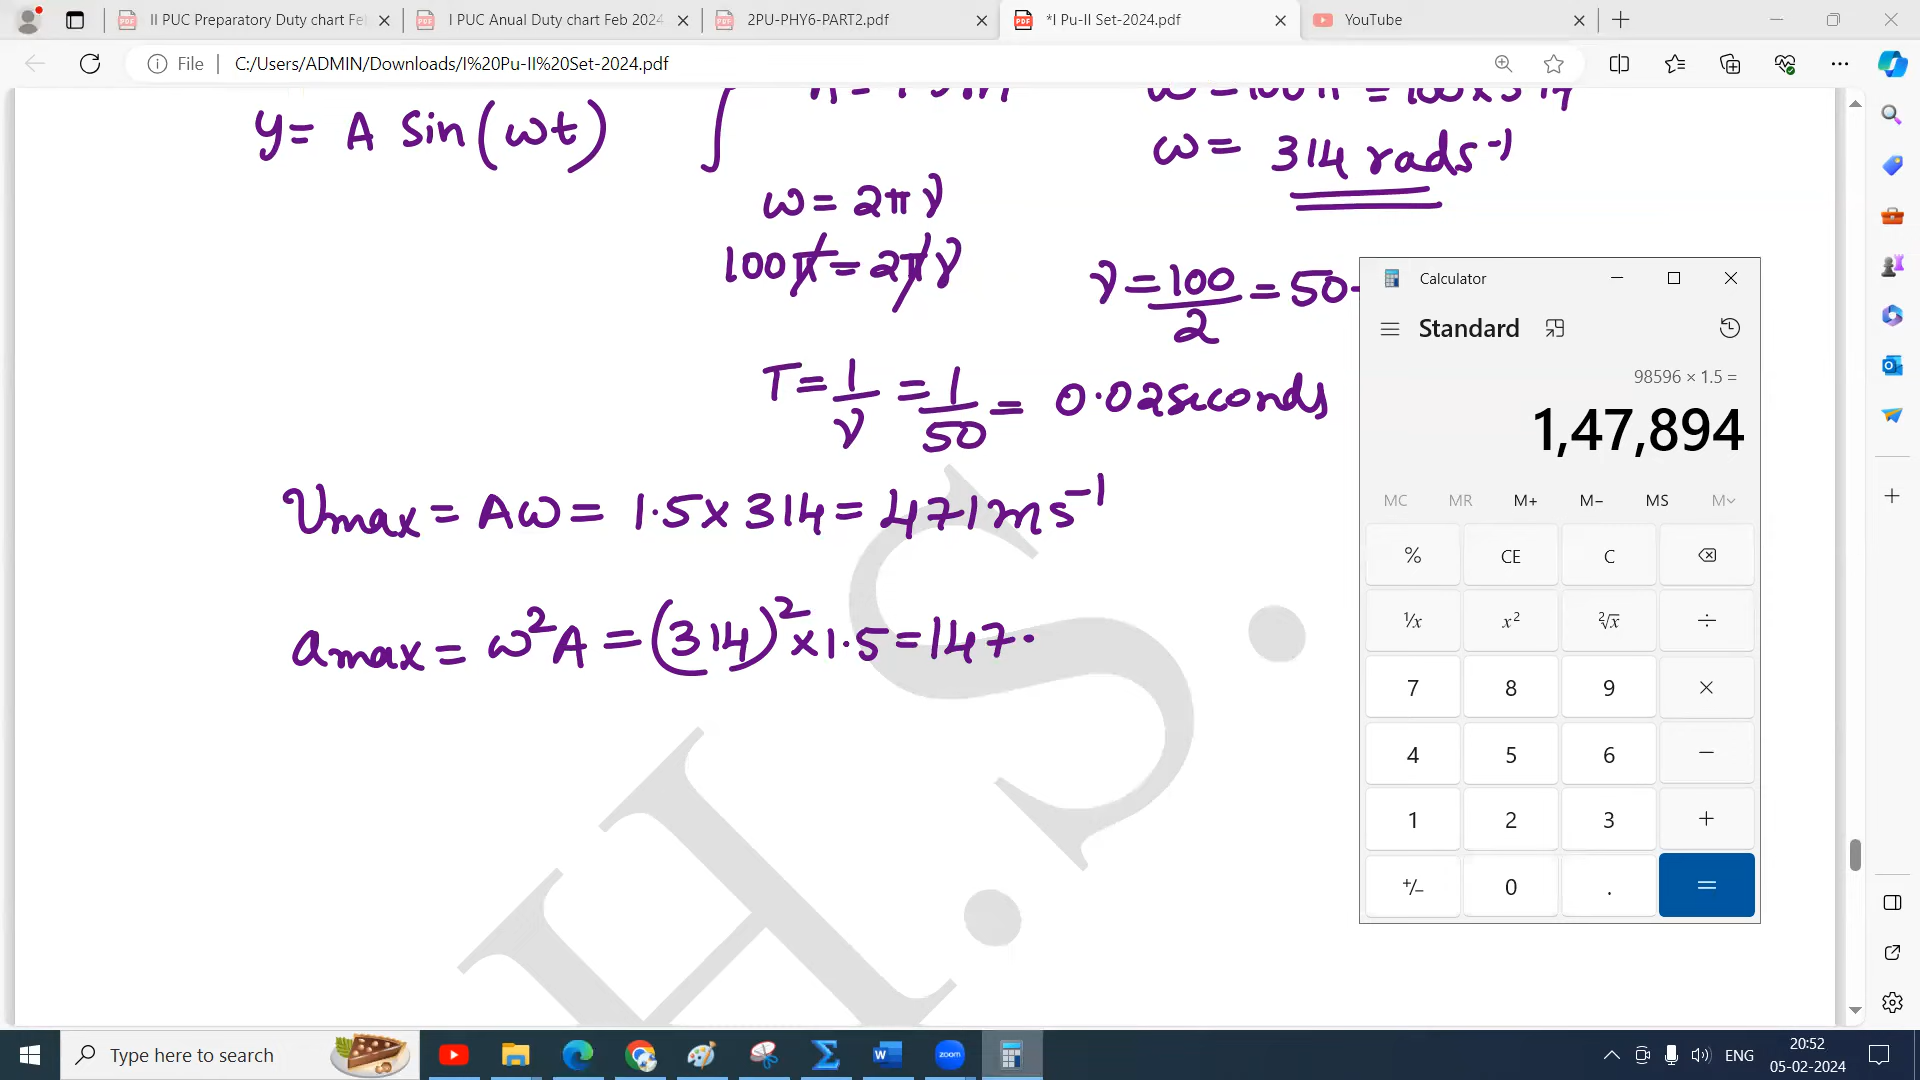 II PUC Preparatory Duty chart Fe
I PUC Anual Duty chart Feb 2024
2PU-PHY6-PART2.pdf
*I Pu-II Set-2024.pdf
YouTube
File
C:/Users/ADMIN/Downloads/I%20Pu-II%20Set-2024.pdf
y= A Sin(ωt)
ω= 314 rads⁻¹
ω = 2πν
100π = 2πν
ν = 100/2 = 50
T = 1/ν = 1/50 = 0.02seconds
Vmax = Aω = 1.5 x 314 = 471 ms⁻¹
amax = ω²A = (314)² x 1.5 = 147.
H.S.
Calculator
Standard
98596 × 1.5 =
1,47,894
MC MR M+ M− MS M
% CE C
¹/x x² ²√x ÷
7 8 9 ×
4 5 6 −
1 2 3 +
+/− 0 . =
Type here to search
zoom
ENG
20:52
05-02-2024